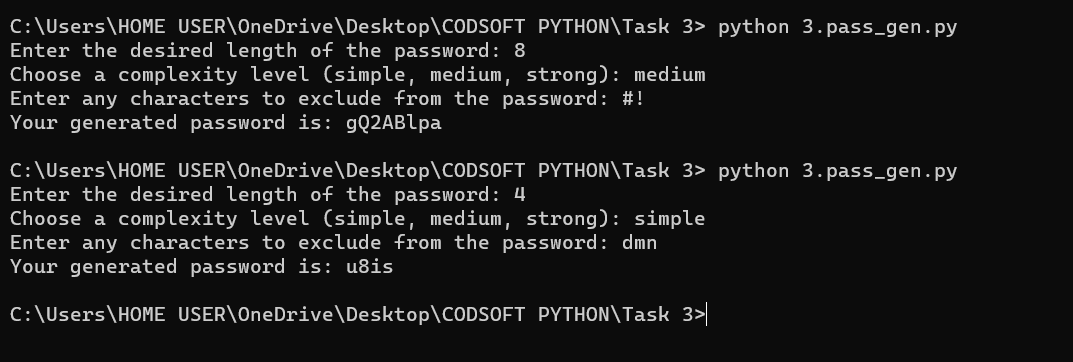 C:\Users\HOME USER\OneDrive\Desktop\CODSOFT PYTHON\Task 3> python 3.pass_gen.py
Enter the desired length of the password: 8
Choose a complexity level (simple, medium, strong): medium
Enter any characters to exclude from the password: #!
Your generated password is: gQ2ABlpa
C:\Users\HOME USER\OneDrive\Desktop\CODSOFT PYTHON\Task 3> python 3.pass_gen.py
Enter the desired length of the password: 4
Choose a complexity level (simple, medium, strong): simple
Enter any characters to exclude from the password: dmn
Your generated password is: u8is
C:\Users\HOME USER\OneDrive\Desktop\CODSOFT PYTHON\Task 3>